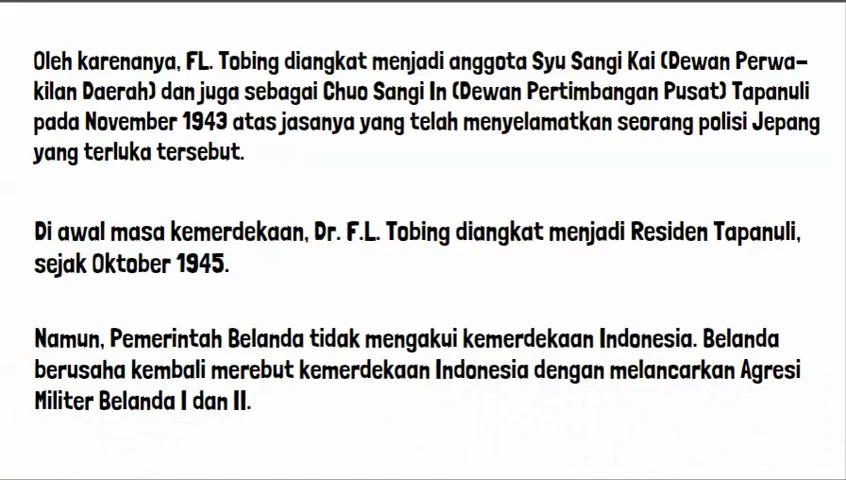 Oleh karenanya, FL. Tobing diangkat menjadi anggota Syu Sangi Kai (Dewan Perwa-
kilan Daerah) dan juga sebagai Chuo Sangi In (Dewan Pertimbangan Pusat) Tapanuli
pada November 1943 atas jasanya yang telah menyelamatkan seorang polisi Jepang
yang terluka tersebut.
Di awal masa kemerdekaan, Dr. F.L. Tobing diangkat menjadi Residen Tapanuli,
sejak Oktober 1945.
Namun, Pemerintah Belanda tidak mengakui kemerdekaan Indonesia. Belanda
berusaha kembali merebut kemerdekaan Indonesia dengan melancarkan Agresi
Militer Belanda I dan II.